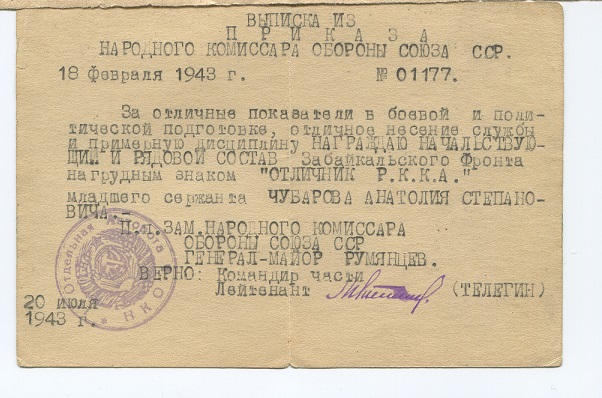 ВЫПИСКА ИЗ
П Р И К А З А
НАРОДНОГО КОМИССАРА ОБОРОНЫ СОЮЗА ССР.
18 февраля 1943 г. № 01177.
За отличные показатели в боевой и поли-
тической подготовке, отличное несение службы
и примерную дисциплину НАГРАЖДАЮ НАЧАЛЬСТВУЮ-
ЩИЙ И РЯДОВОЙ СОСТАВ Забайкальского Фронта
нагрудным знаком "ОТЛИЧНИК Р.К.К.А."
младшего сержанта ЧУБАРОВА АНАТОЛИЯ СТЕПАНО-
ВИЧА -
П.п. ЗАМ. НАРОДНОГО КОМИССАРА
ОБОРОНЫ СОЮЗА ССР
ГЕНЕРАЛ-МАЙОР РУМЯНЦЕВ.
ВЕРНО: Командир части
Лейтенант (ТЕЛЕГИН)
20 июля
1943 г.
Отдельная рота
НКО